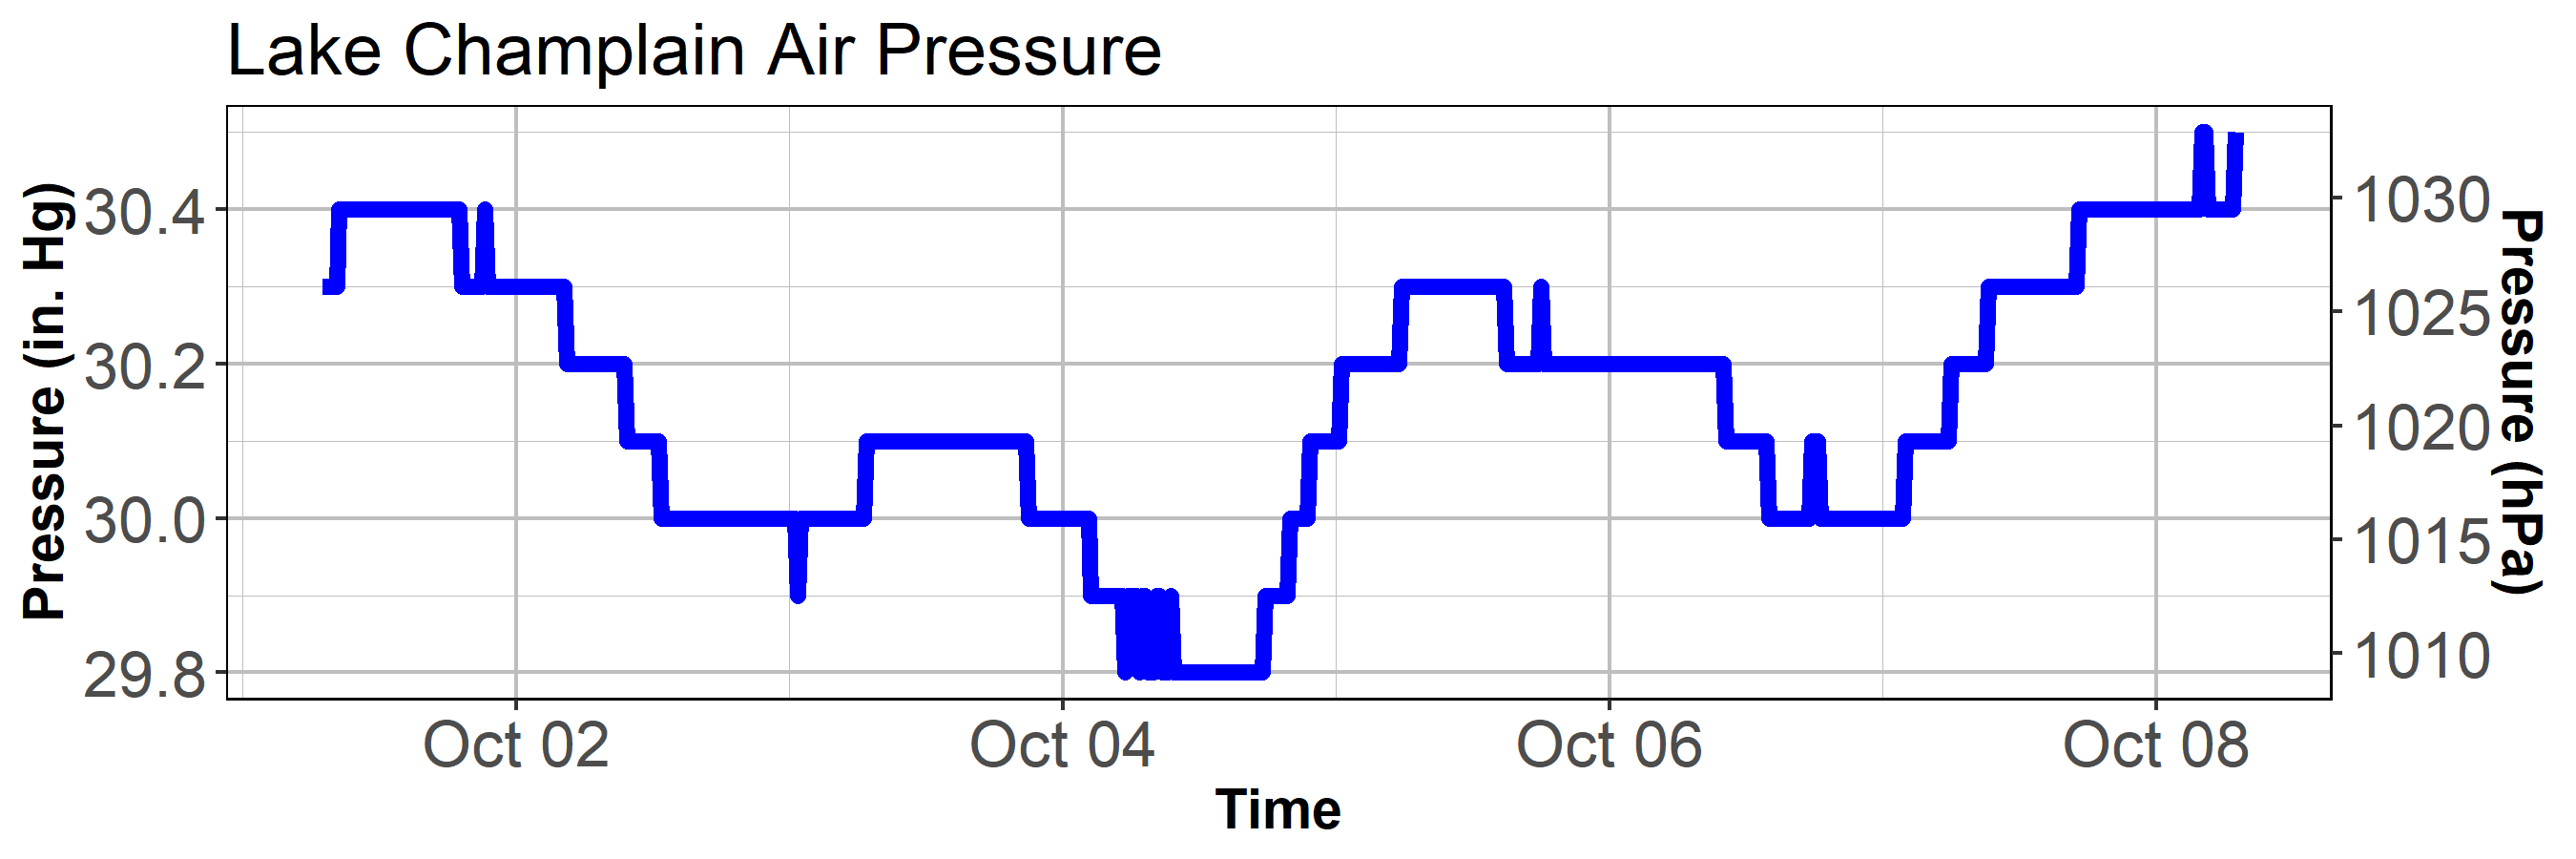 Lake Champlain Air Pressure
Pressure (in. Hg)
30.4
30.2
30.0
29.8
1030
1025
1020
1015
1010
Pressure (hPa)
Oct 02 Oct 04 Oct 06 Oct 08
Time